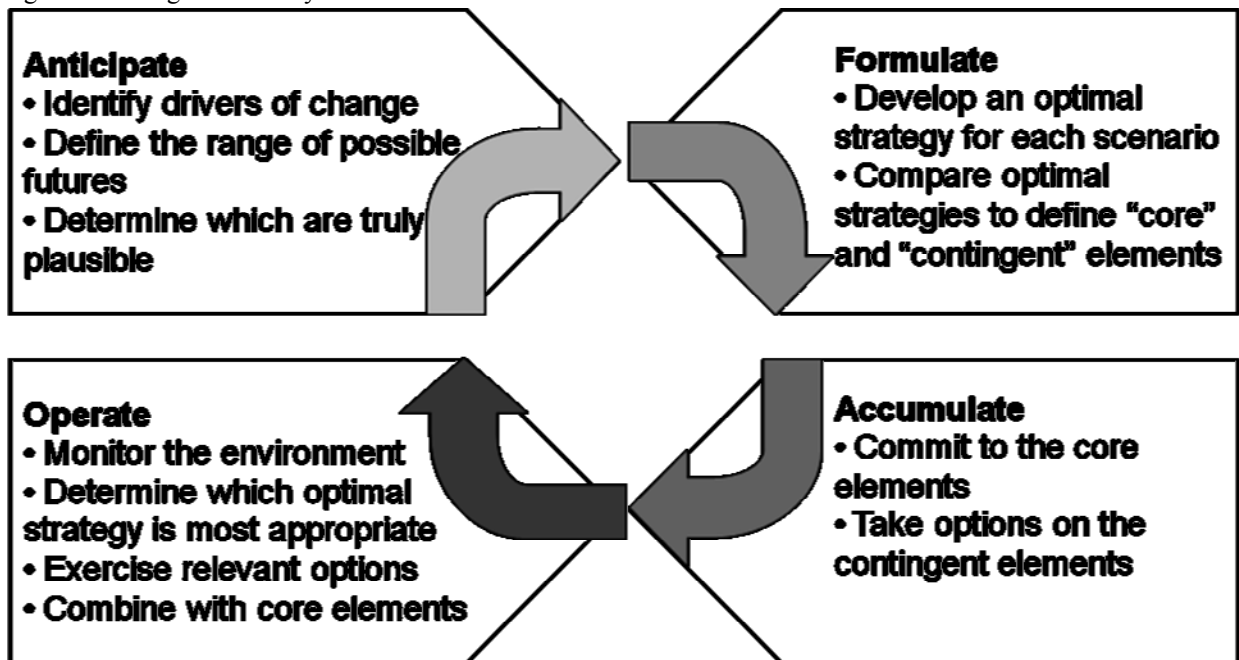 Anticipate
• Identify drivers of change
• Define the range of possible
futures
• Determine which are truly
plausible
Formulate
• Develop an optimal
strategy for each scenario
• Compare optimal
strategies to define “core”
and “contingent” elements
Operate
• Monitor the environment
• Determine which optimal
strategy is most appropriate
• Exercise relevant options
• Combine with core elements
Accumulate
• Commit to the core
elements
• Take options on the
contingent elements